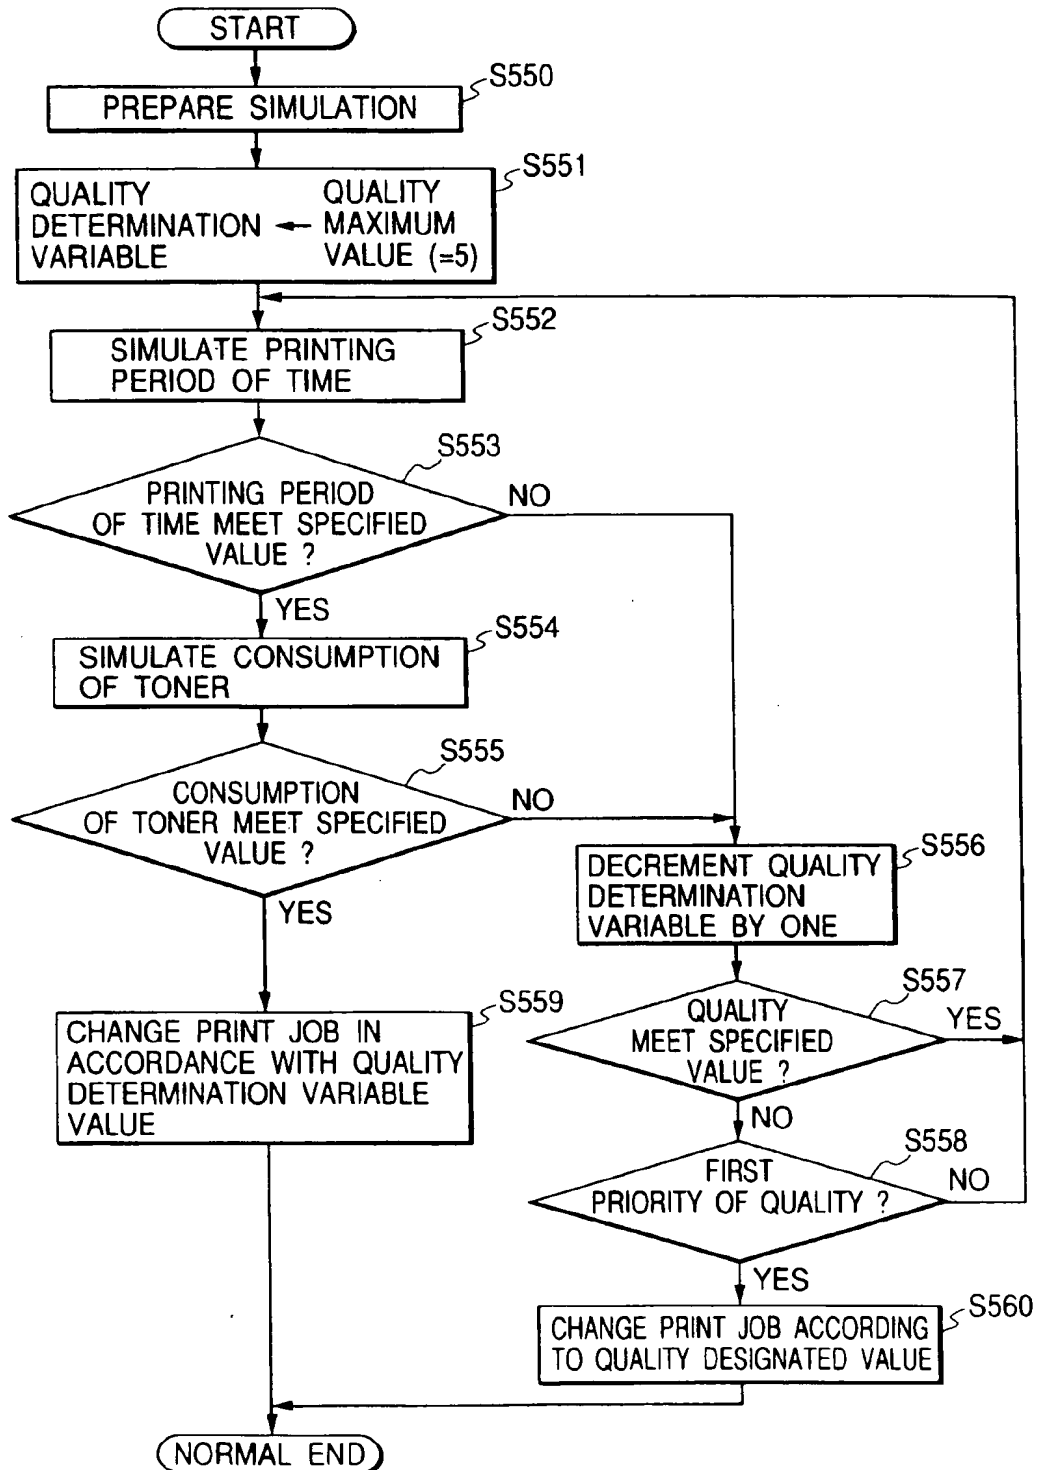 START
S550
PREPARE SIMULATION
S551
QUALITY DETERMINATION VARIABLE ← QUALITY MAXIMUM VALUE (=5)
S552
SIMULATE PRINTING
PERIOD OF TIME
S553
PRINTING PERIOD
OF TIME MEET SPECIFIED
VALUE ?
NO
YES
S554
SIMULATE CONSUMPTION
OF TONER
S555
CONSUMPTION
OF TONER MEET SPECIFIED
VALUE ?
NO
YES
S556
DECREMENT QUALITY
DETERMINATION
VARIABLE BY ONE
S557
QUALITY
MEET SPECIFIED
VALUE ?
YES
NO
S559
CHANGE PRINT JOB IN
ACCORDANCE WITH QUALITY
DETERMINATION VARIABLE
VALUE
S558
FIRST
PRIORITY OF QUALITY ?
NO
YES
S560
CHANGE PRINT JOB ACCORDING
TO QUALITY DESIGNATED VALUE
NORMAL END